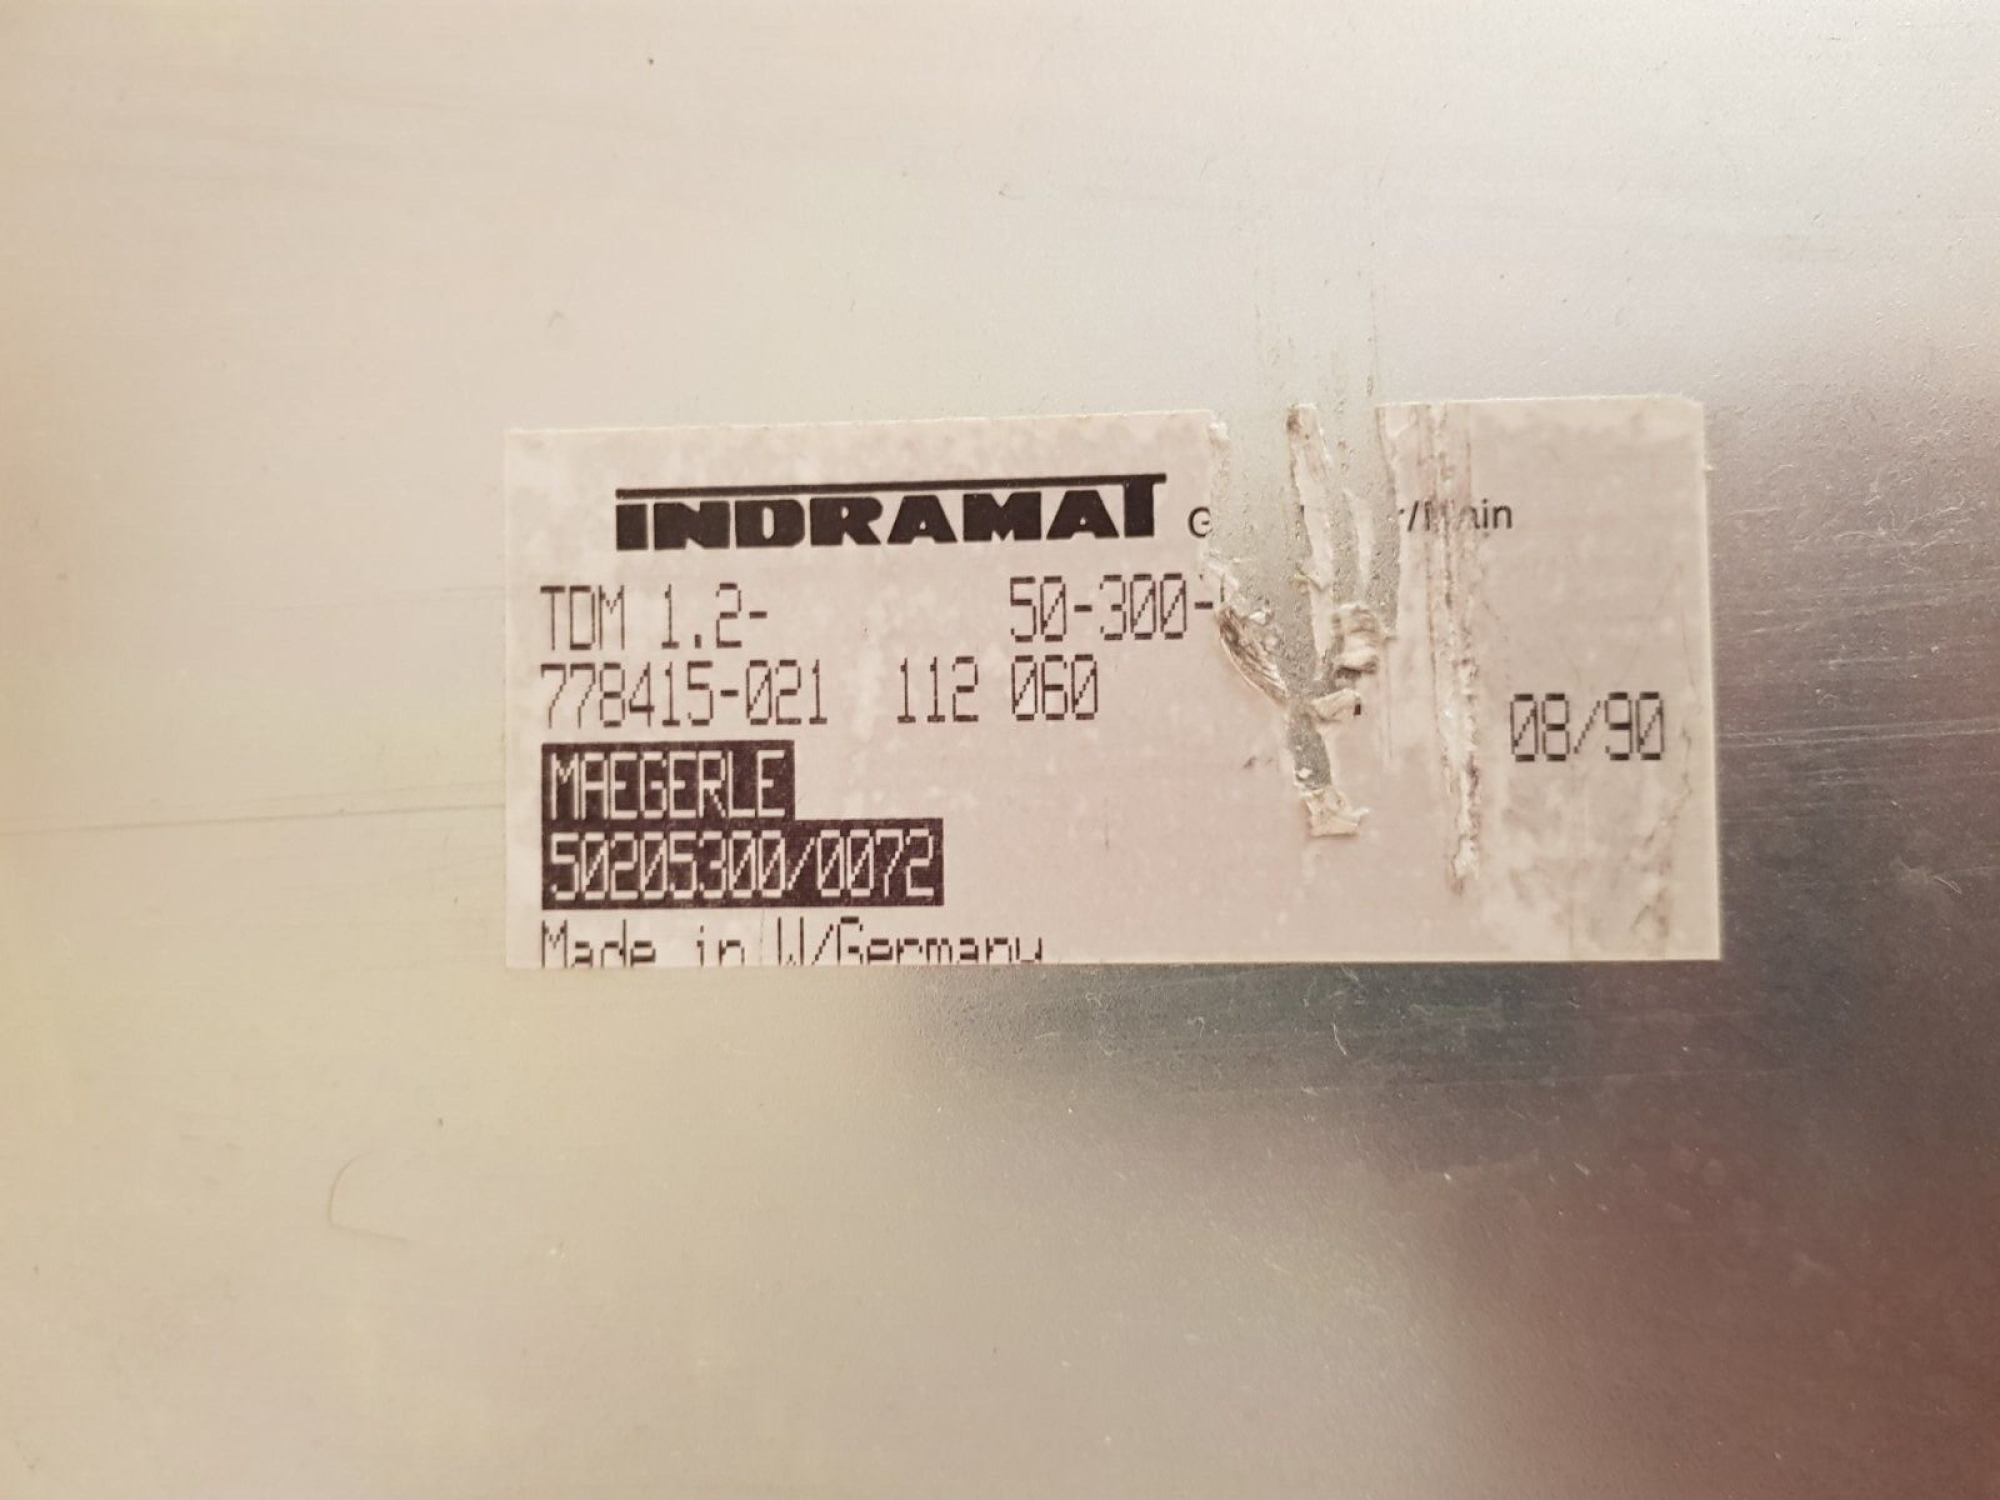 INDRAMAT
TDM 1.2- 50-300-
778415-021 112 060 08/90
MAEGERLE
50205300/0072
Made in W/Germany